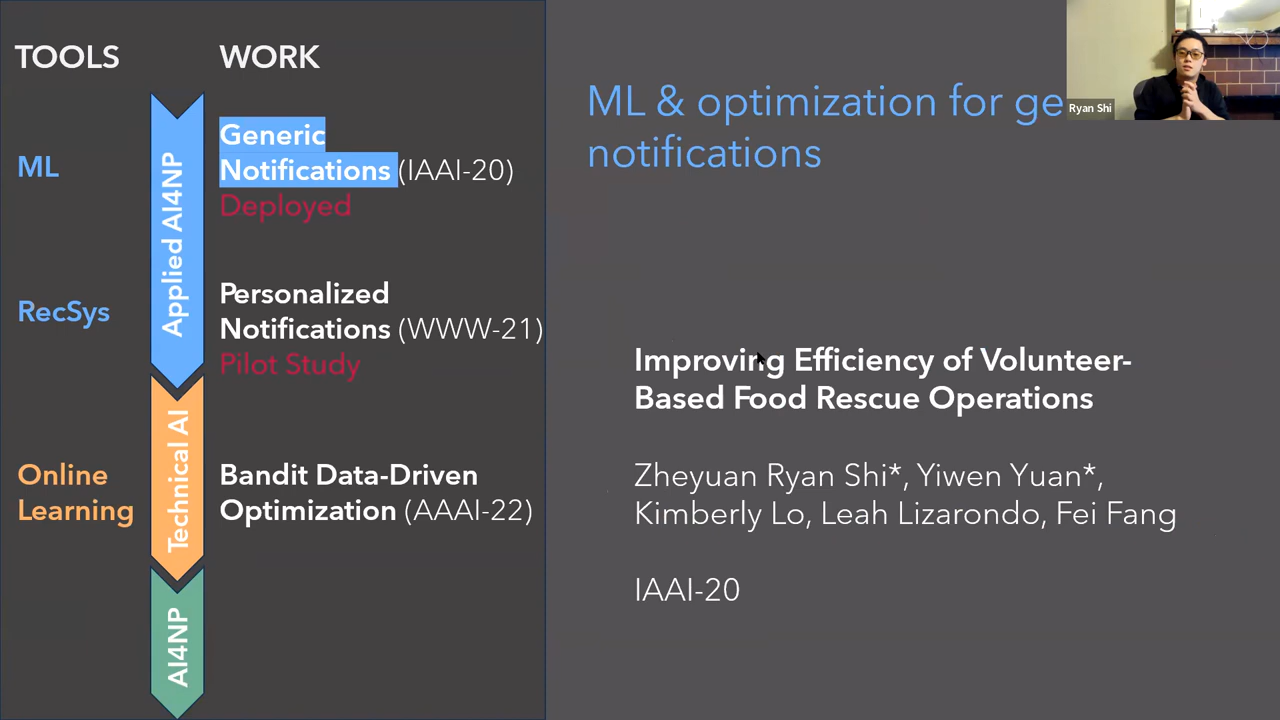 TOOLS
WORK
ML
Generic
Notifications (IAAI-20)
Deployed
RecSys
Personalized
Notifications (WWW-21)
Pilot Study
Online
Learning
Bandit Data-Driven
Optimization (AAAI-22)
Applied AI4NP
Technical AI
AI4NP
ML & optimization for ge
notifications
Improving Efficiency of Volunteer-
Based Food Rescue Operations
Zheyuan Ryan Shi*, Yiwen Yuan*,
Kimberly Lo, Leah Lizarondo, Fei Fang
IAAI-20
Ryan Shi